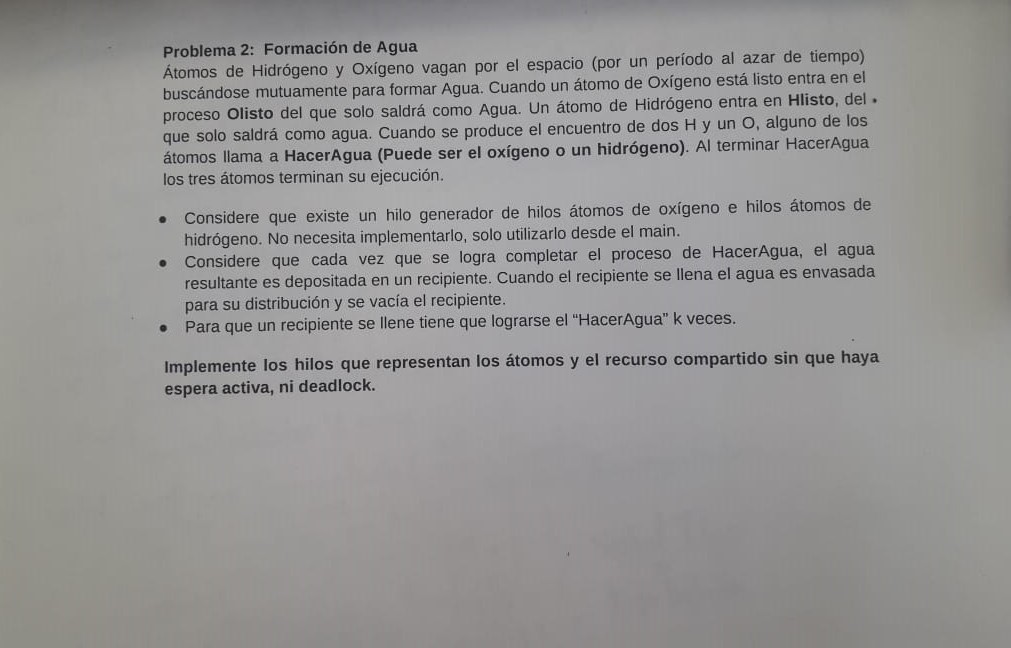 Problema 2: Formación de Agua
Átomos de Hidrógeno y Oxígeno vagan por el espacio (por un período al azar de tiempo)
buscándose mutuamente para formar Agua. Cuando un átomo de Oxígeno está listo entra en el
proceso Olisto del que solo saldrá como Agua. Un átomo de Hidrógeno entra en Hlisto, del
que solo saldrá como agua. Cuando se produce el encuentro de dos H y un O, alguno de los
átomos llama a HacerAgua (Puede ser el oxígeno o un hidrógeno). Al terminar HacerAgua
los tres átomos terminan su ejecución.
• Considere que existe un hilo generador de hilos átomos de oxígeno e hilos átomos de
hidrógeno. No necesita implementarlo, solo utilizarlo desde el main.
• Considere que cada vez que se logra completar el proceso de HacerAgua, el agua
resultante es depositada en un recipiente. Cuando el recipiente se llena el agua es envasada
para su distribución y se vacía el recipiente.
• Para que un recipiente se llene tiene que lograrse el “HacerAgua” k veces.
Implemente los hilos que representan los átomos y el recurso compartido sin que haya
espera activa, ni deadlock.